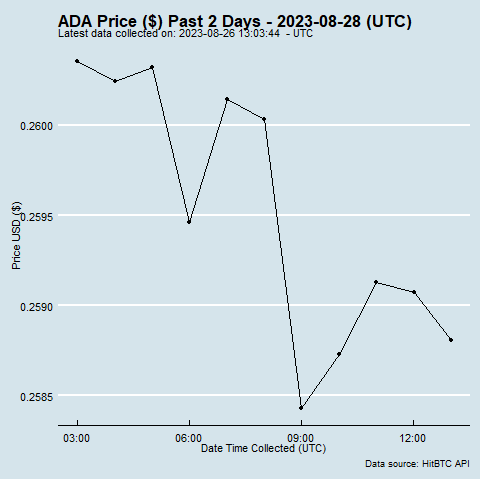 ADA Price ($) Past 2 Days - 2023-08-28 (UTC)
Latest data collected on: 2023-08-26 13:03:44 - UTC
0.2600
0.2595
0.2590
0.2585
Price USD ($)
03:00 06:00 09:00 12:00
Date Time Collected (UTC)
Data source: HitBTC API